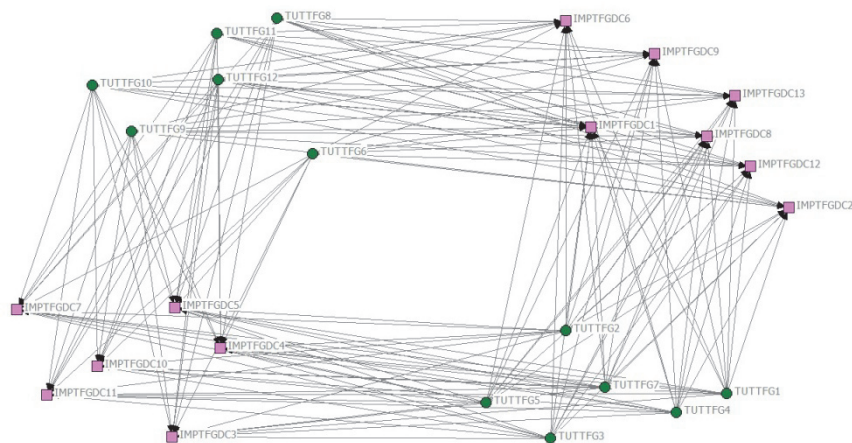 TUTTFG8
IMPTFGDC6
TUTTFG11
IMPTFGDC9
TUTTFG12
TUTTFG10
IMPTFGDC13
IMPTFGDC1
TUTTFG9
IMPTFGDC8
TUTTFG6
IMPTFGDC12
IMPTFGDC2
IMPTFGDC7
IMPTFGDC5
TUTTFG2
IMPTFGDC4
IMPTFGDC10
TUTTFG7
IMPTFGDC11
TUTTFG5
TUTTFG1
TUTTFG4
IMPTFGDC3
TUTTFG3